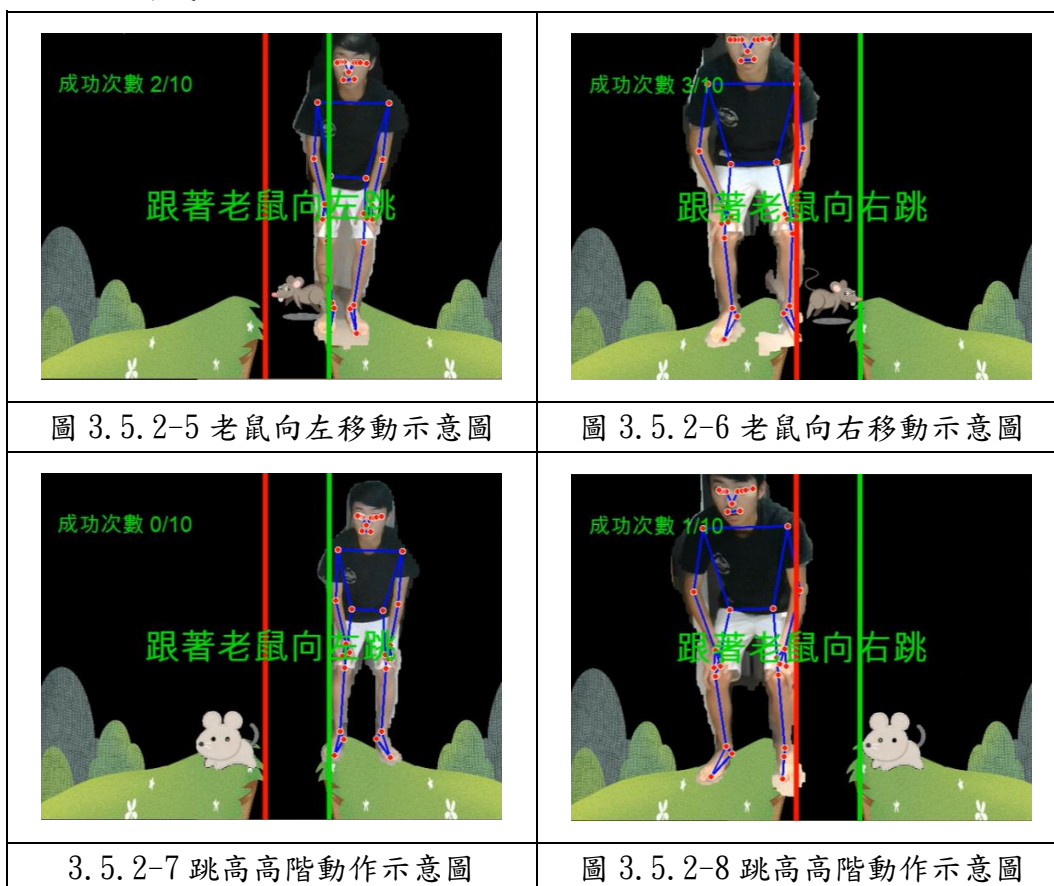 成功次數 2/10
跟著老鼠向左跳
成功次數 3/10
跟著老鼠向右跳
圖 3.5.2-5 老鼠向左移動示意圖
圖 3.5.2-6 老鼠向右移動示意圖
成功次數 0/10
跟著老鼠向左跳
成功次數 1/10
跟著老鼠向右跳
3.5.2-7 跳高高階動作示意圖
圖 3.5.2-8 跳高高階動作示意圖